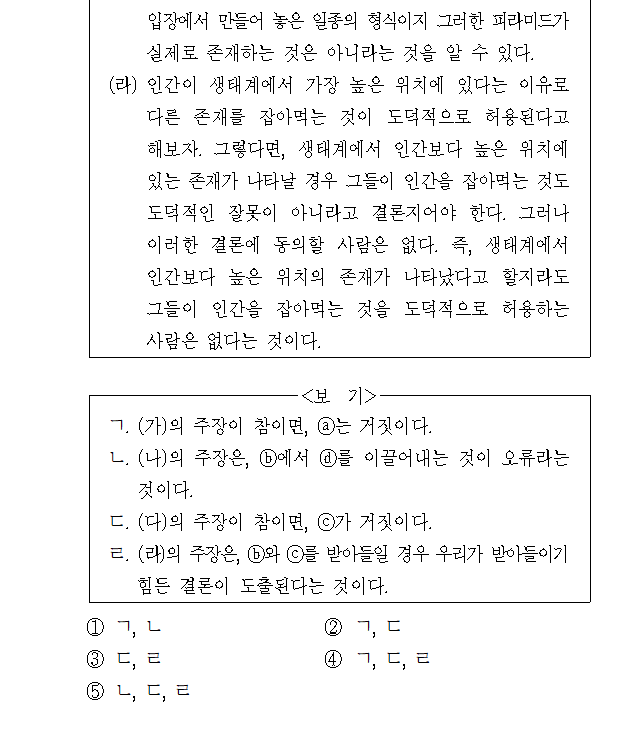 입장에서 만들어 놓은 일종의 형식이지 그러한 피라미드가
실제로 존재하는 것은 아니라는 것을 알 수 있다.
(라) 인간이 생태계에서 가장 높은 위치에 있다는 이유로
다른 존재를 잡아먹는 것이 도덕적으로 허용된다고
해보자. 그렇다면, 생태계에서 인간보다 높은 위치에
있는 존재가 나타날 경우 그들이 인간을 잡아먹는 것도
도덕적인 잘못이 아니라고 결론지어야 한다. 그러나
이러한 결론에 동의할 사람은 없다. 즉, 생태계에서
인간보다 높은 위치의 존재가 나타났다고 할지라도
그들이 인간을 잡아먹는 것을 도덕적으로 허용하는
사람은 없다는 것이다.
<보 기>
ㄱ. (가)의 주장이 참이면, ⓐ는 거짓이다.
ㄴ. (나)의 주장은, ⓑ에서 ⓓ를 이끌어내는 것이 오류라는
것이다.
ㄷ. (다)의 주장이 참이면, ⓒ가 거짓이다.
ㄹ. (라)의 주장은, ⓑ와 ⓒ를 받아들일 경우 우리가 받아들이기
힘든 결론이 도출된다는 것이다.
① ㄱ, ㄴ ② ㄱ, ㄷ
③ ㄷ, ㄹ ④ ㄱ, ㄷ, ㄹ
⑤ ㄴ, ㄷ, ㄹ